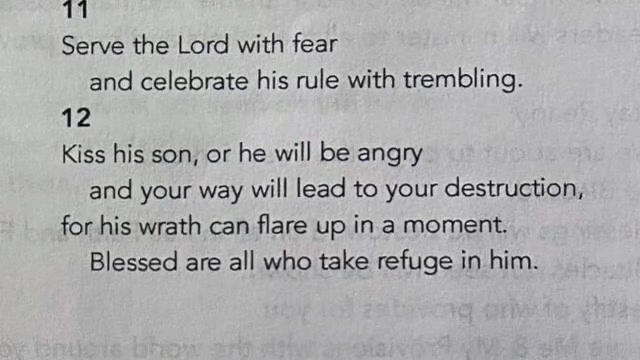 11
Serve the Lord with fear
and celebrate his rule with trembling.
12
Kiss his son, or he will be angry
and your way will lead to your destruction,
for his wrath can flare up in a moment.
Blessed are all who take refuge in him.